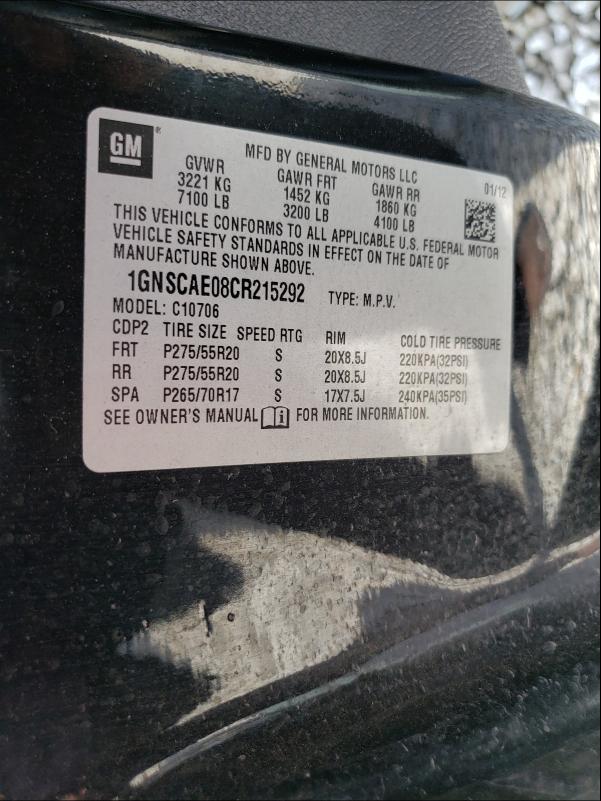 GM®
MFD BY GENERAL MOTORS LLC
01/12
GVWR GAWR FRT GAWR RR
3221 KG 1452 KG 1860 KG
7100 LB 3200 LB 4100 LB
THIS VEHICLE CONFORMS TO ALL APPLICABLE U.S. FEDERAL MOTOR
VEHICLE SAFETY STANDARDS IN EFFECT ON THE DATE OF
MANUFACTURE SHOWN ABOVE.
1GNSCAE08CR215292 TYPE: M.P.V.
MODEL: C10706
CDP2 TIRE SIZE SPEED RTG RIM COLD TIRE PRESSURE
FRT P275/55R20 S 20X8.5J 220KPA(32PSI)
RR P275/55R20 S 20X8.5J 220KPA(32PSI)
SPA P265/70R17 S 17X7.5J 240KPA(35PSI)
SEE OWNER'S MANUAL i FOR MORE INFORMATION.